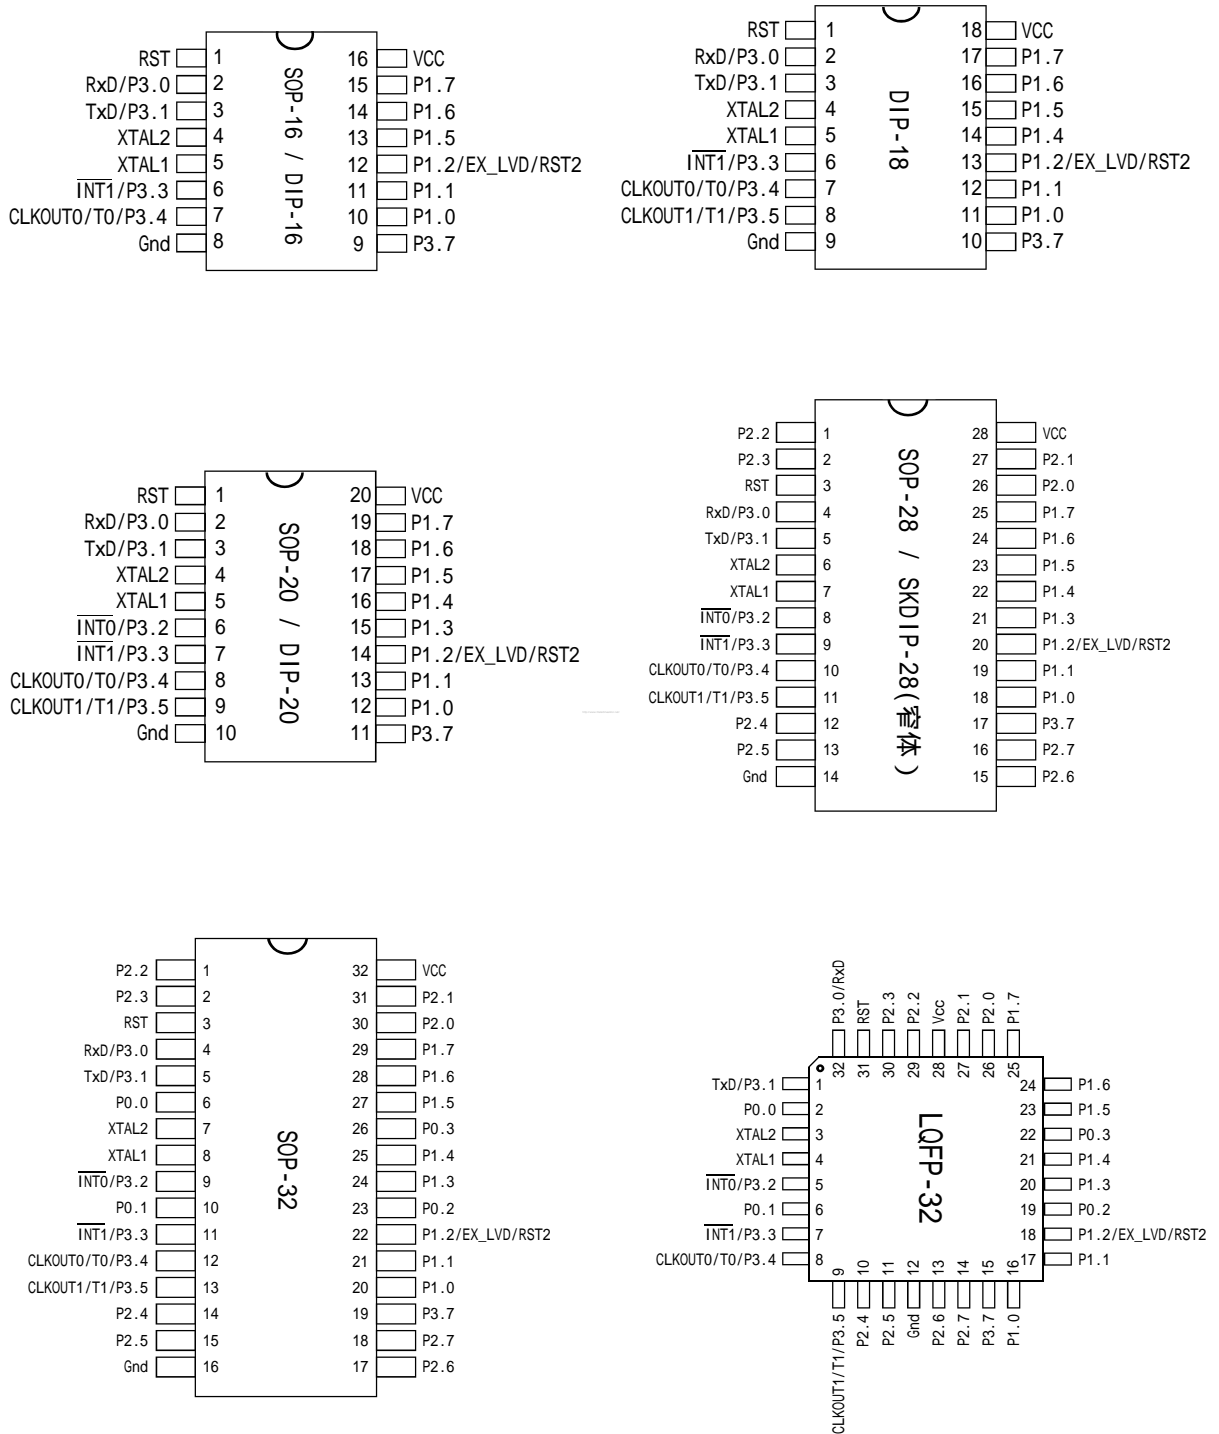 RST 1 16 VCC
RxD/P3.0 2 15 P1.7
TxD/P3.1 3 14 P1.6
XTAL2 4 13 P1.5
XTAL1 5 12 P1.2/EX_LVD/RST2
INT1/P3.3 6 11 P1.1
CLKOUT0/T0/P3.4 7 10 P1.0
Gnd 8 9 P3.7
SOP-16 / DIP-16
RST 1 18 VCC
RxD/P3.0 2 17 P1.7
TxD/P3.1 3 16 P1.6
XTAL2 4 15 P1.5
XTAL1 5 14 P1.4
INT1/P3.3 6 13 P1.2/EX_LVD/RST2
CLKOUT0/T0/P3.4 7 12 P1.1
CLKOUT1/T1/P3.5 8 11 P1.0
Gnd 9 10 P3.7
DIP-18
RST 1 20 VCC
RxD/P3.0 2 19 P1.7
TxD/P3.1 3 18 P1.6
XTAL2 4 17 P1.5
XTAL1 5 16 P1.4
INT0/P3.2 6 15 P1.3
INT1/P3.3 7 14 P1.2/EX_LVD/RST2
CLKOUT0/T0/P3.4 8 13 P1.1
CLKOUT1/T1/P3.5 9 12 P1.0
Gnd 10 11 P3.7
SOP-20 / DIP-20
P2.2 1 28 VCC
P2.3 2 27 P2.1
RST 3 26 P2.0
RxD/P3.0 4 25 P1.7
TxD/P3.1 5 24 P1.6
XTAL2 6 23 P1.5
XTAL1 7 22 P1.4
INT0/P3.2 8 21 P1.3
INT1/P3.3 9 20 P1.2/EX_LVD/RST2
CLKOUT0/T0/P3.4 10 19 P1.1
CLKOUT1/T1/P3.5 11 18 P1.0
P2.4 12 17 P3.7
P2.5 13 16 P2.7
Gnd 14 15 P2.6
SOP-28 / SKDIP-28(窄体)
P2.2 1 32 VCC
P2.3 2 31 P2.1
RST 3 30 P2.0
RxD/P3.0 4 29 P1.7
TxD/P3.1 5 28 P1.6
P0.0 6 27 P1.5
XTAL2 7 26 P0.3
XTAL1 8 25 P1.4
INT0/P3.2 9 24 P1.3
P0.1 10 23 P0.2
INT1/P3.3 11 22 P1.2/EX_LVD/RST2
CLKOUT0/T0/P3.4 12 21 P1.1
CLKOUT1/T1/P3.5 13 20 P1.0
P2.4 14 19 P3.7
P2.5 15 18 P2.7
Gnd 16 17 P2.6
SOP-32
P3.0/RxD RST P2.3 P2.2 Vcc P2.1 P2.0 P1.7
32 31 30 29 28 27 26 25
TxD/P3.1 1 24 P1.6
P0.0 2 23 P1.5
XTAL2 3 22 P0.3
XTAL1 4 21 P1.4
INT0/P3.2 5 20 P1.3
P0.1 6 19 P0.2
INT1/P3.3 7 18 P1.2/EX_LVD/RST2
CLKOUT0/T0/P3.4 8 17 P1.1
LQFP-32
9 10 11 12 13 14 15 16
CLKOUT1/T1/P3.5 P2.4 P2.5 Gnd P2.6 P2.7 P3.7 P1.0